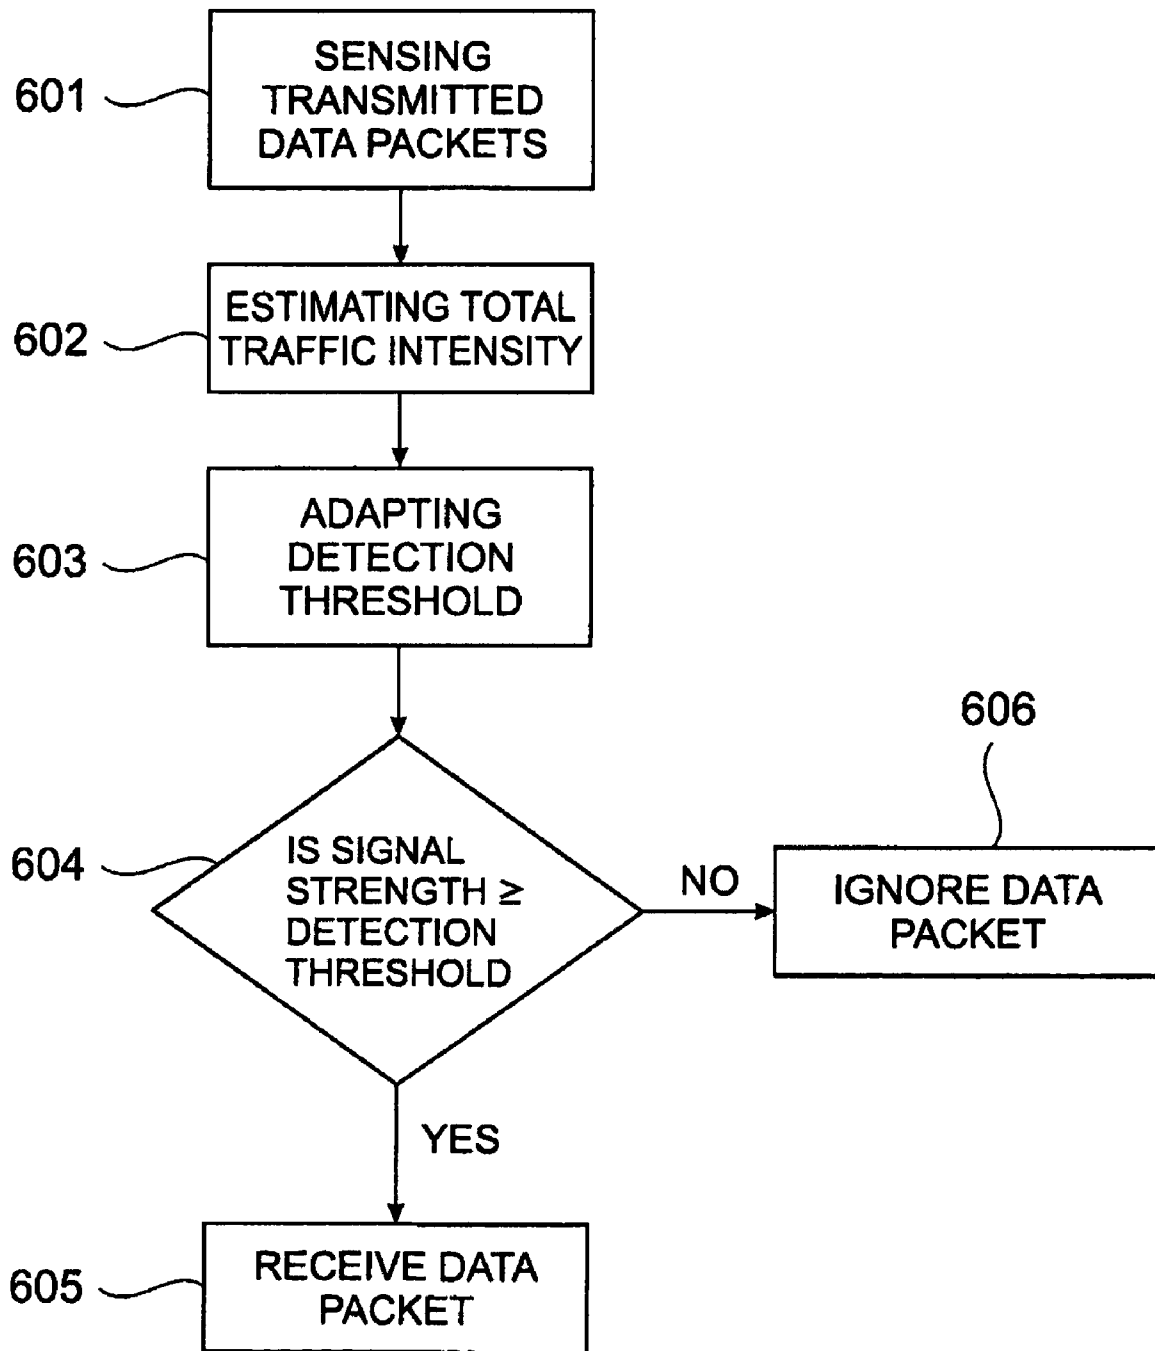 601
SENSING
TRANSMITTED
DATA PACKETS
602
ESTIMATING TOTAL
TRAFFIC INTENSITY
603
ADAPTING
DETECTION
THRESHOLD
604
IS SIGNAL
STRENGTH ≥
DETECTION
THRESHOLD
NO
606
IGNORE DATA
PACKET
YES
605
RECEIVE DATA
PACKET